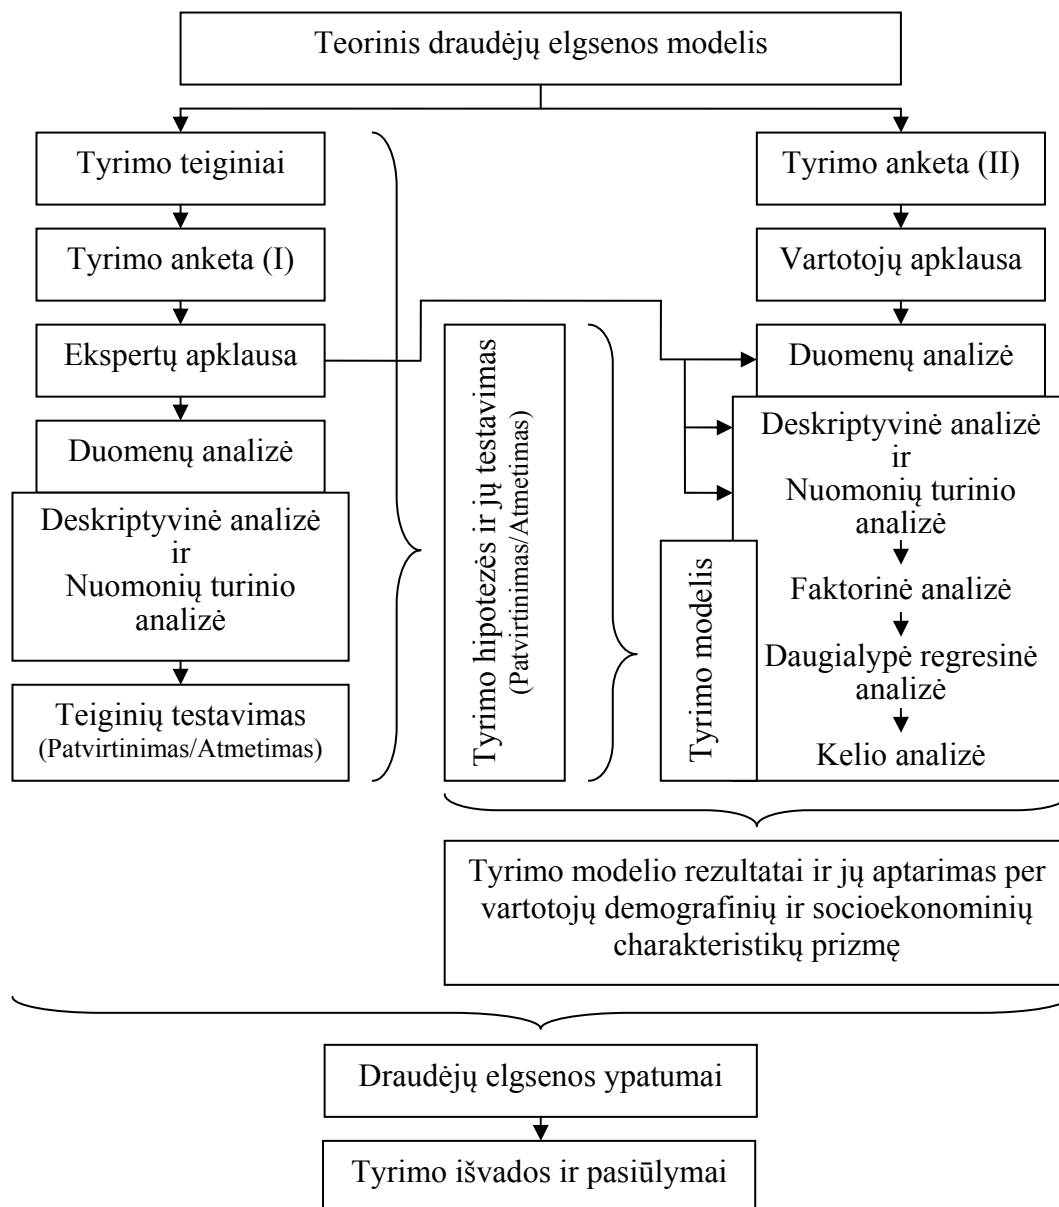 Teorinis draudėjų elgsenos modelis
Tyrimo teiginiai
Tyrimo anketa (I)
Ekspertų apklausa
Duomenų analizė
Deskriptyvinė analizė
ir
Nuomonių turinio
analizė
Teiginių testavimas
(Patvirtinimas/Atmetimas)
Tyrimo hipotezės ir jų testavimas
(Patvirtinimas/Atmetimas)
Tyrimo anketa (II)
Vartotojų apklausa
Duomenų analizė
Deskriptyvinė analizė
ir
Nuomonių turinio
analizė
Faktorinė analizė
Daugialypė regresinė
analizė
Kelio analizė
Tyrimo modelis
Tyrimo modelio rezultatai ir jų aptarimas per
vartotojų demografinių ir socioekonominių
charakteristikų prizmę
Draudėjų elgsenos ypatumai
Tyrimo išvados ir pasiūlymai